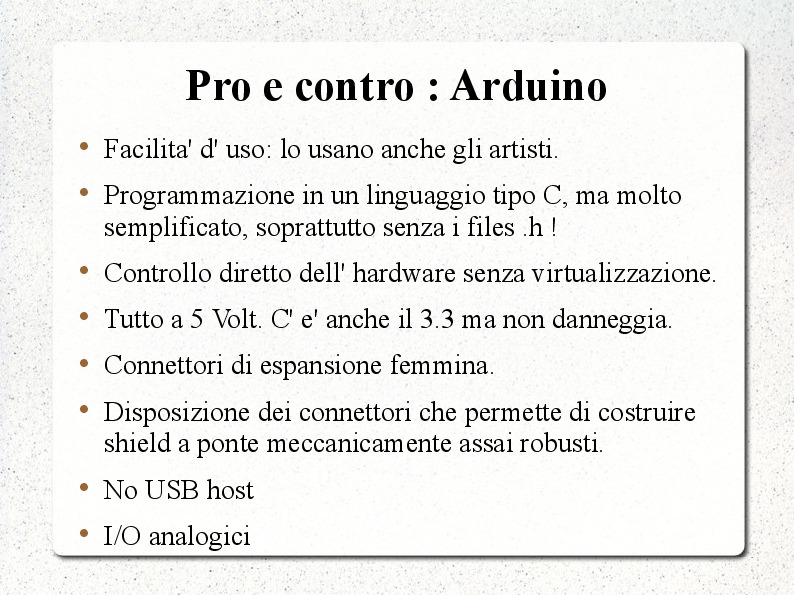 Pro e contro : Arduino
Facilita' d' uso: lo usano anche gli artisti.
Programmazione in un linguaggio tipo C, ma molto
semplificato, soprattutto senza i files .h !
Controllo diretto dell' hardware senza virtualizzazione.
Tutto a 5 Volt. C' e' anche il 3.3 ma non danneggia.
Connettori di espansione femmina.
Disposizione dei connettori che permette di costruire
shield a ponte meccanicamente assai robusti.
No USB host
I/O analogici